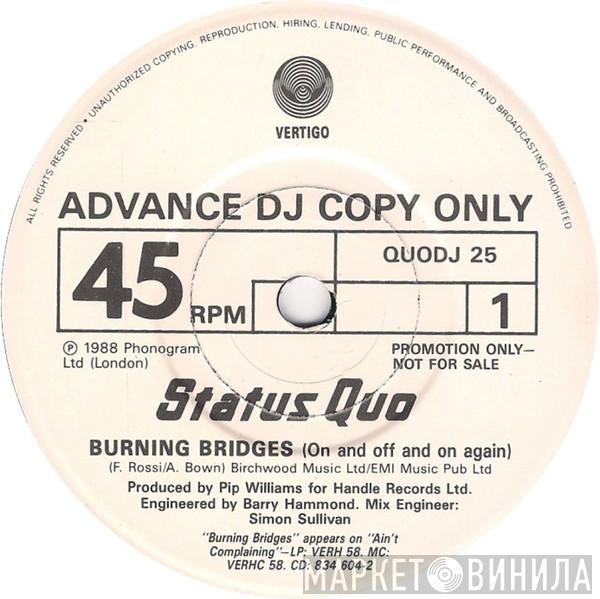 ALL RIGHTS RESERVED • UNAUTHORIZED COPYING, REPRODUCTION, HIRING, LENDING, PUBLIC PERFORMANCE AND BROADCASTING PROHIBITED
VERTIGO
ADVANCE DJ COPY ONLY
45 RPM
QUODJ 25
1
℗ 1988 Phonogram
Ltd (London)
PROMOTION ONLY—
NOT FOR SALE
Status Quo
BURNING BRIDGES (On and off and on again)
(F. Rossi/A. Bown) Birchwood Music Ltd/EMI Music Pub Ltd
Produced by Pip Williams for Handle Records Ltd.
Engineered by Barry Hammond. Mix Engineer:
Simon Sullivan
"Burning Bridges" appears on "Ain't
Complaining"—LP: VERH 58. MC:
VERHC 58. CD: 834 604-2
МАРКЕТ ВИНИЛА